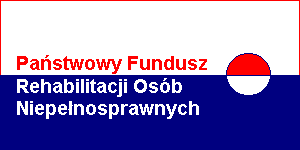 Państwowy Fundusz
Rehabilitacji Osób
Niepełnosprawnych